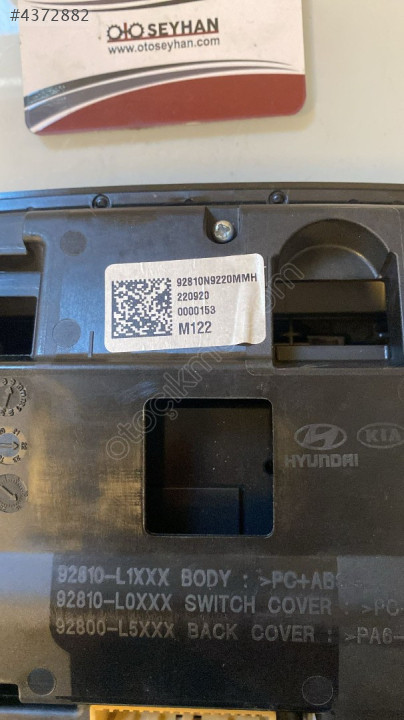 #4372882
OTOSEYHAN
www.otoseyhan.com
92810N9220MMH
220920
0000153
M122
HYUNDAI
KIA
92810-L1XXX BODY : >PC+AB
92810-L0XXX SWITCH COVER : >PC-
92800-L5XXX BACK COVER : >PA6-